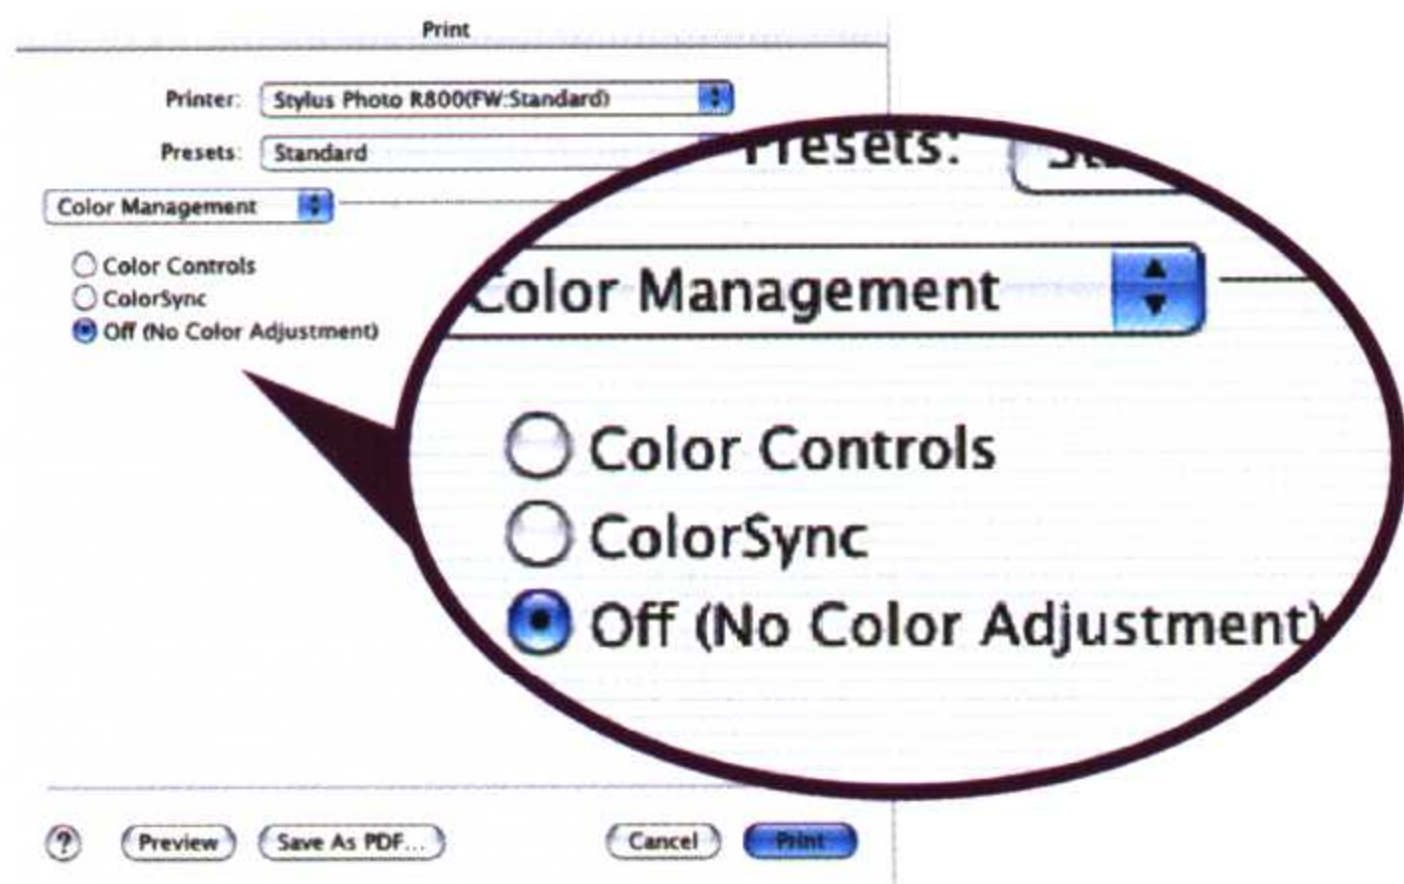 Print
Printer: Stylus Photo R800(FW:Standard)
Presets: Standard
Color Management
Color Controls
ColorSync
Off (No Color Adjustment)
Presets:
Color Management
Color Controls
ColorSync
Off (No Color Adjustment)
? Preview Save As PDF... Cancel Print